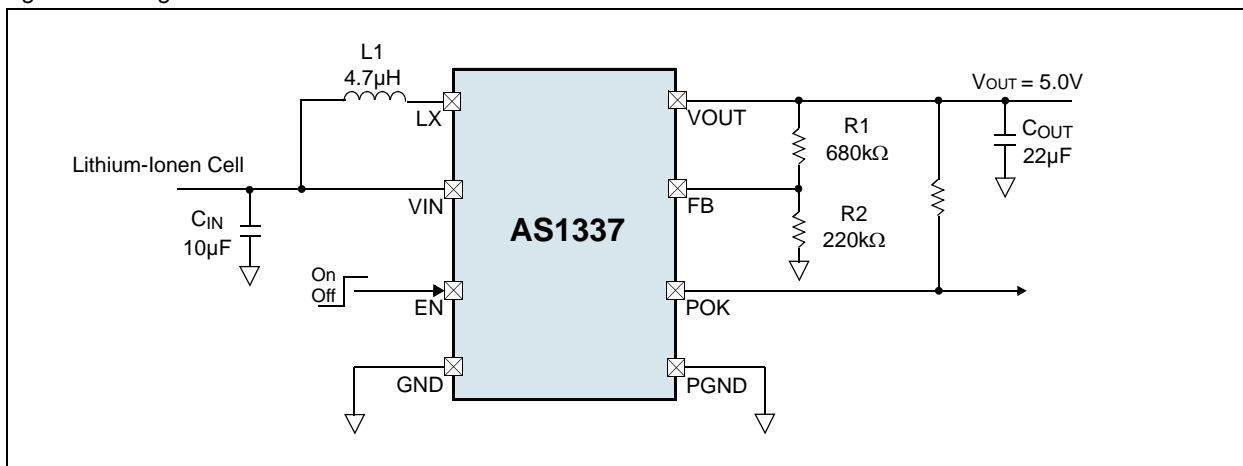 L1
4.7µH
LX
Lithium-Ionen Cell
VIN
CIN
10µF
On
Off
EN
GND
AS1337
VOUT
VOUT = 5.0V
R1
680kΩ
COUT
22µF
FB
R2
220kΩ
POK
PGND